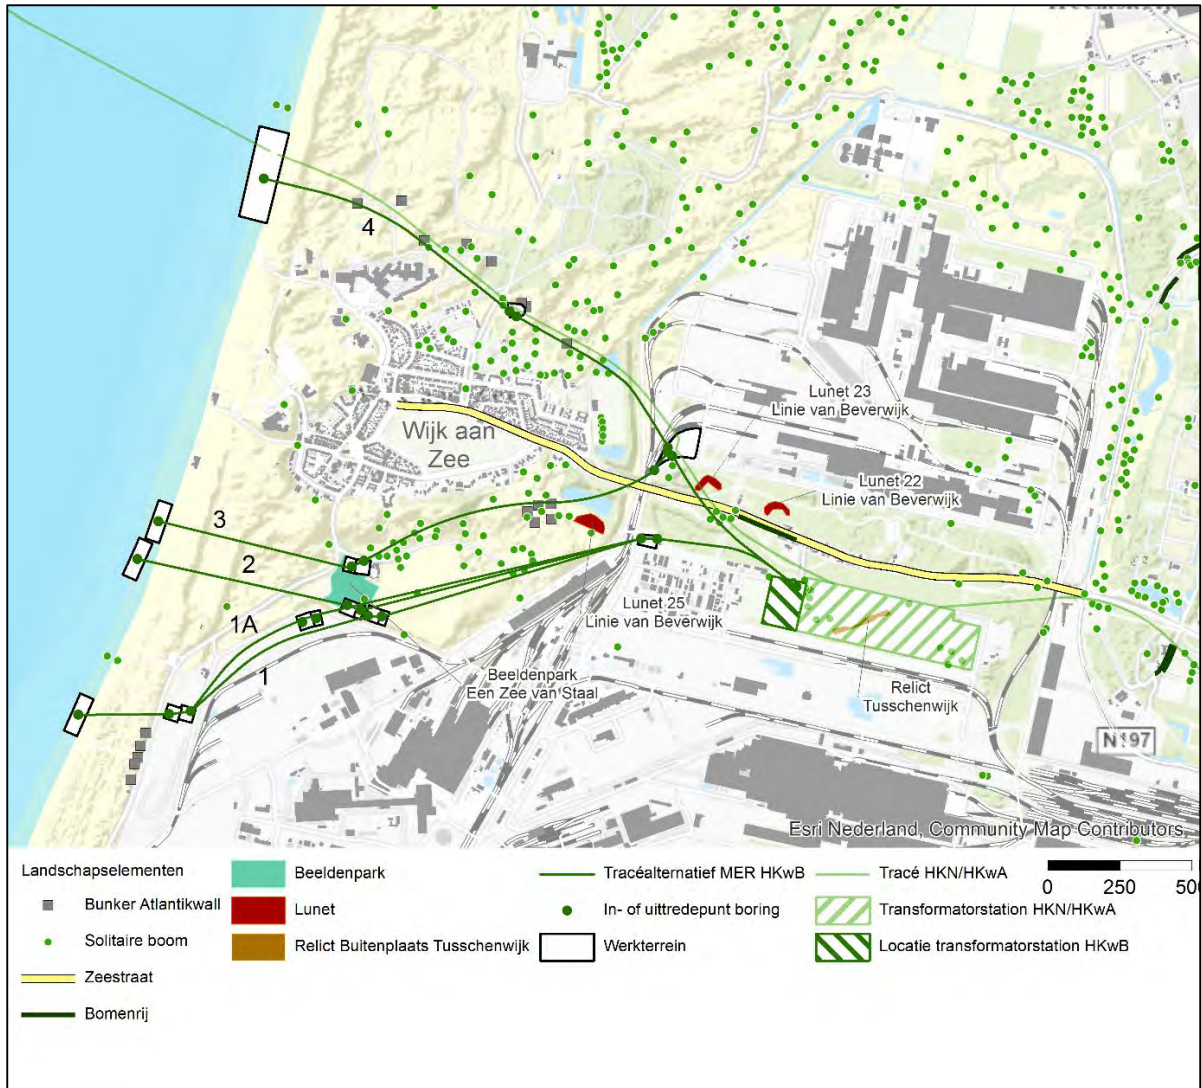 4
Lunet 23
Linie van Beverwijk
Wijk aan
Zee
Lunet 22
Linie van Beverwijk
3
2
1A
Lunet 25
Linie van Beverwijk
1
Beeldenpark
Een Zee van Staal
Relict
Tusschenwijk
N197
Esri Nederland, Community Map Contributors
Landschapselementen
Bunker Atlantikwall
Solitaire boom
Zeestraat
Bomenrij
Beeldenpark
Lunet
Relict Buitenplaats Tusschenwijk
Tracéalternatief MER HKwB
In- of uittredepunt boring
Werkterrein
Tracé HKN/HKwA
Transformatorstation HKN/HKwA
Locatie transformatorstation HKwB
0 250 500